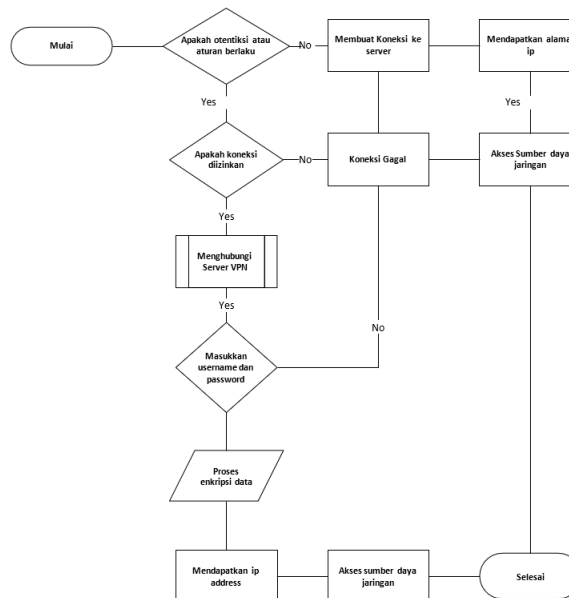 Mulai
Apakah otentiksi atau
aturan berlaku
No
Membuat Koneksi ke
server
Mendapatkan alama
ip
Yes
Yes
Apakah koneksi
diizinkan
No
Koneksi Gagal
Akses Sumber daya
jaringan
Yes
Menghubungi
Server VPN
Yes
No
Masukkan
username dan
password
Proses
enkripsi data
Mendapatkan ip
address
Akses sumber daya
jaringan
Selesai